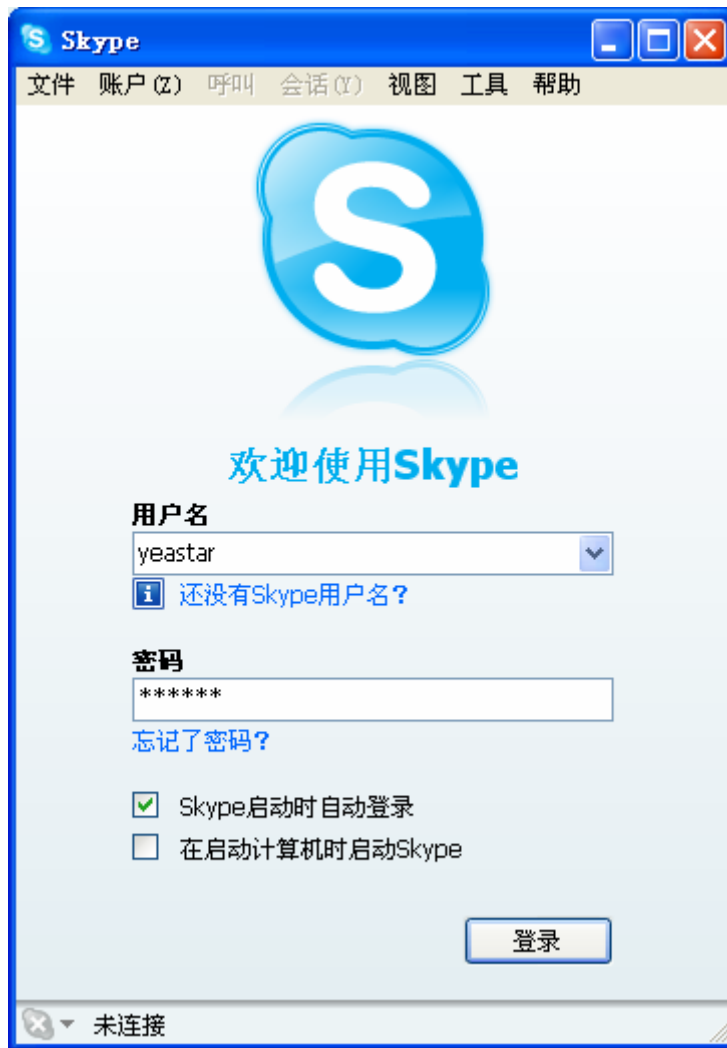 Skype
文件 账户(Z) 呼叫 会话(Y) 视图 工具 帮助
欢迎使用Skype
用户名
yeastar
还没有Skype用户名?
密码
******
忘记了密码?
Skype启动时自动登录
在启动计算机时启动Skype
登录
未连接